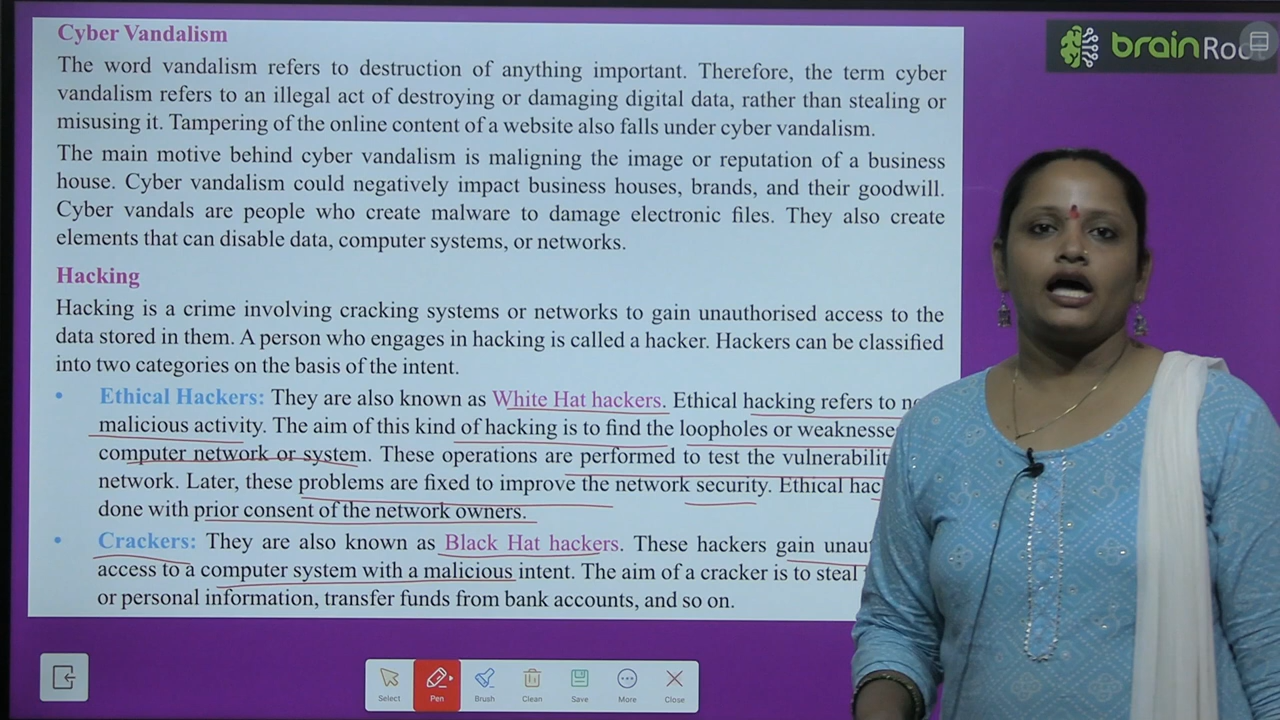 Cyber Vandalism
brain Roo
The word vandalism refers to destruction of anything important. Therefore, the term cyber
vandalism refers to an illegal act of destroying or damaging digital data, rather than stealing or
misusing it. Tampering of the online content of a website also falls under cyber vandalism.
The main motive behind cyber vandalism is maligning the image or reputation of a business
house. Cyber vandalism could negatively impact business houses, brands, and their goodwill.
Cyber vandals are people who create malware to damage electronic files. They also create
elements that can disable data, computer systems, or networks.
Hacking
Hacking is a crime involving cracking systems or networks to gain unauthorised access to the
data stored in them. A person who engages in hacking is called a hacker. Hackers can be classified
into two categories on the basis of the intent.
• Ethical Hackers: They are also known as White Hat hackers. Ethical hacking refers to
malicious activity. The aim of this kind of hacking is to find the loopholes or weaknesse
computer network or system. These operations are performed to test the vulnerabilit
network. Later, these problems are fixed to improve the network security. Ethical hac
done with prior consent of the network owners.
• Crackers: They are also known as Black Hat hackers. These hackers gain unau
access to a computer system with a malicious intent. The aim of a cracker is to steal
or personal information, transfer funds from bank accounts, and so on.
Select Pen Brush Clean Save More Close